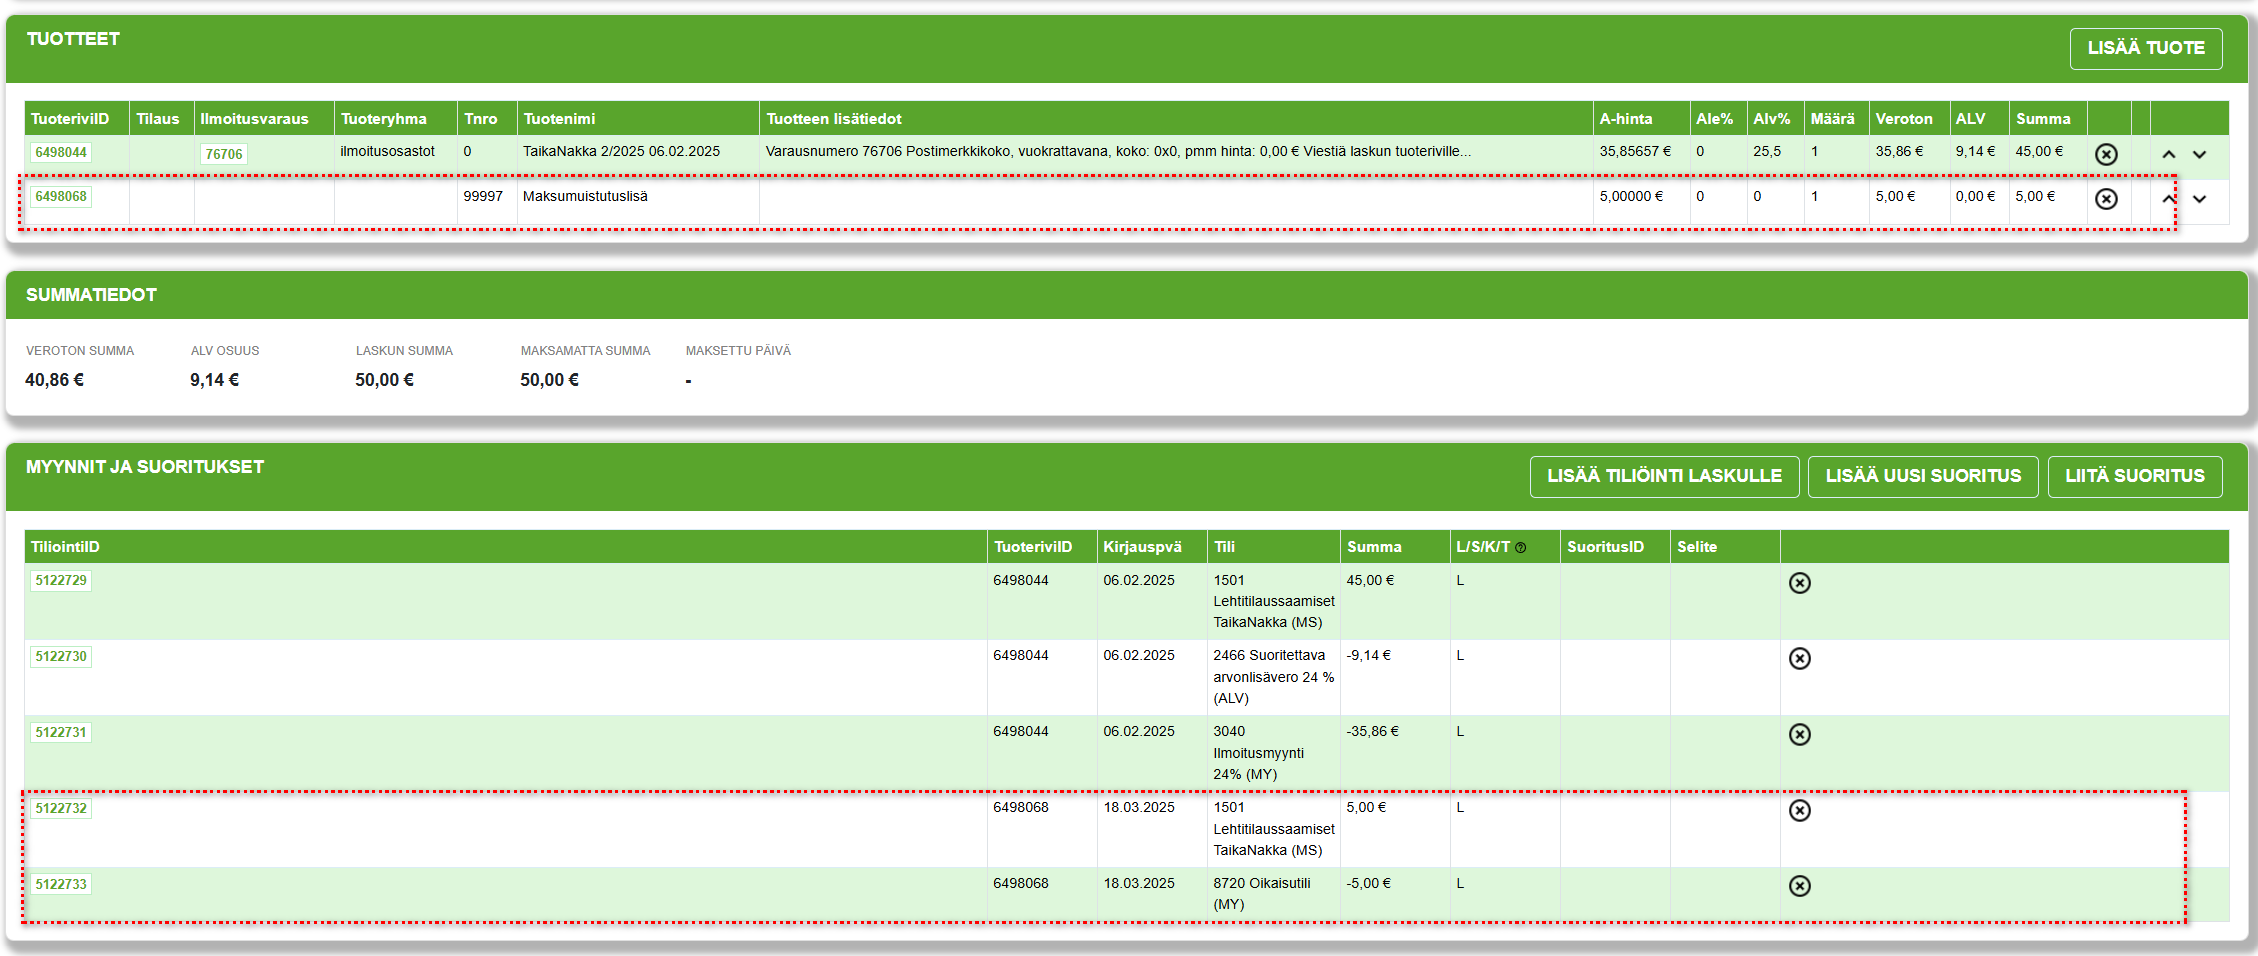 TUOTTEET
LISÄÄ TUOTE
TuoteriviID Tilaus Ilmoitusvaraus Tuoteryhma Tnro Tuotenimi Tuotteen lisätiedot A-hinta Ale% Alv% Määrä Veroton ALV Summa
6498044 76706 ilmoitusosastot 0 TaikaNakka 2/2025 06.02.2025 Varausnumero 76706 Postimerkkikoko, vuokrattavana, koko: 0x0, pmm hinta: 0,00 € Viestiä laskun tuoteriville... 35,85657 € 0 25,5 1 35,86 € 9,14 € 45,00 €
6498068 99997 Maksumuistutuslisä 5,00000 € 0 0 1 5,00 € 0,00 € 5,00 €
SUMMATIEDOT
VEROTON SUMMA ALV OSUUS LASKUN SUMMA MAKSAMATTA SUMMA MAKSETTU PÄIVÄ
40,86 € 9,14 € 50,00 € 50,00 € -
MYYNNIT JA SUORITUKSET
LISÄÄ TILIÖINTI LASKULLE LISÄÄ UUSI SUORITUS LIITÄ SUORITUS
TiliointiID TuoteriviID Kirjauspvä Tili Summa L/S/K/T SuoritusID Selite
5122729 6498044 06.02.2025 1501 45,00 € L
Lehtitilaussaamiset
TaikaNakka (MS)
5122730 6498044 06.02.2025 2466 Suoritettava -9,14 € L
arvonlisävero 24 %
(ALV)
5122731 6498044 06.02.2025 3040 -35,86 € L
Ilmoitusmyynti
24% (MY)
5122732 6498068 18.03.2025 1501 5,00 € L
Lehtitilaussaamiset
TaikaNakka (MS)
5122733 6498068 18.03.2025 8720 Oikaisutili -5,00 € L
(MY)